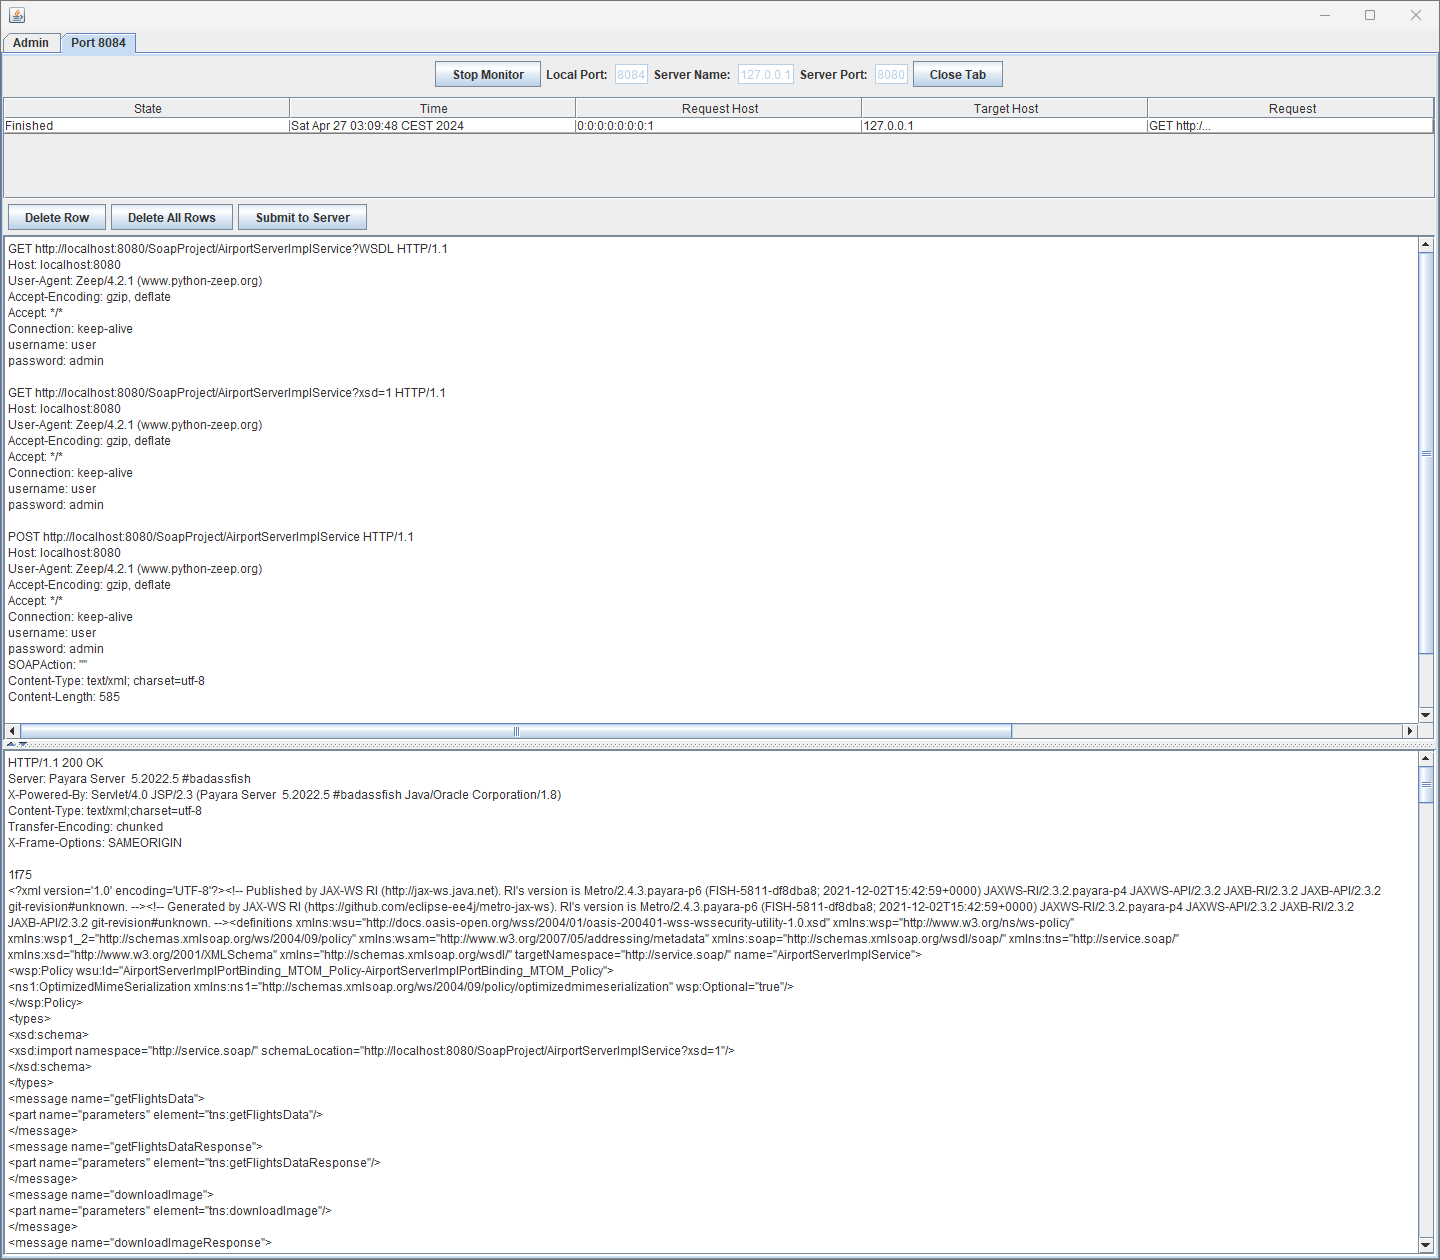 Admin Port 8084
Stop Monitor Local Port: 8084 Server Name: 127.0.0.1 Server Port: 8080 Close Tab
State Time Request Host Target Host Request
Finished Sat Apr 27 03:09:48 CEST 2024 0:0:0:0:0:0:0:1 127.0.0.1 GET http:/...
Delete Row Delete All Rows Submit to Server
GET http://localhost:8080/SoapProject/AirportServerImplService?WSDL HTTP/1.1
Host: localhost:8080
User-Agent: Zeep/4.2.1 (www.python-zeep.org)
Accept-Encoding: gzip, deflate
Accept: */*
Connection: keep-alive
username: user
password: admin
GET http://localhost:8080/SoapProject/AirportServerImplService?xsd=1 HTTP/1.1
Host: localhost:8080
User-Agent: Zeep/4.2.1 (www.python-zeep.org)
Accept-Encoding: gzip, deflate
Accept: */*
Connection: keep-alive
username: user
password: admin
POST http://localhost:8080/SoapProject/AirportServerImplService HTTP/1.1
Host: localhost:8080
User-Agent: Zeep/4.2.1 (www.python-zeep.org)
Accept-Encoding: gzip, deflate
Accept: */*
Connection: keep-alive
username: user
password: admin
SOAPAction: ""
Content-Type: text/xml; charset=utf-8
Content-Length: 585
HTTP/1.1 200 OK
Server: Payara Server  5.2022.5 #badassfish
X-Powered-By: Servlet/4.0 JSP/2.3 (Payara Server  5.2022.5 #badassfish Java/Oracle Corporation/1.8)
Content-Type: text/xml;charset=utf-8
Transfer-Encoding: chunked
X-Frame-Options: SAMEORIGIN
1f75
<?xml version='1.0' encoding='UTF-8'?><!-- Published by JAX-WS RI (http://jax-ws.java.net). RI's version is Metro/2.4.3.payara-p6 (FISH-5811-df8dba8; 2021-12-02T15:42:59+0000) JAXWS-RI/2.3.2.payara-p4 JAXWS-API/2.3.2 JAXB-RI/2.3.2 JAXB-API/2.3.2
git-revision#unknown. --><!-- Generated by JAX-WS RI (https://github.com/eclipse-ee4j/metro-jax-ws). RI's version is Metro/2.4.3.payara-p6 (FISH-5811-df8dba8; 2021-12-02T15:42:59+0000) JAXWS-RI/2.3.2.payara-p4 JAXWS-API/2.3.2 JAXB-RI/2.3.2
JAXB-API/2.3.2 git-revision#unknown. --><definitions xmlns:wsu="http://docs.oasis-open.org/wss/2004/01/oasis-200401-wss-wssecurity-utility-1.0.xsd" xmlns:wsp="http://www.w3.org/ns/ws-policy"
xmlns:wsp1_2="http://schemas.xmlsoap.org/ws/2004/09/policy" xmlns:wsam="http://www.w3.org/2007/05/addressing/metadata" xmlns:soap="http://schemas.xmlsoap.org/wsdl/soap/" xmlns:tns="http://service.soap/"
xmlns:xsd="http://www.w3.org/2001/XMLSchema" xmlns="http://schemas.xmlsoap.org/wsdl/" targetNamespace="http://service.soap/" name="AirportServerImplService">
<wsp:Policy wsu:Id="AirportServerImplPortBinding_MTOM_Policy-AirportServerImplPortBinding_MTOM_Policy">
<ns1:OptimizedMimeSerialization xmlns:ns1="http://schemas.xmlsoap.org/ws/2004/09/policy/optimizedmimeserialization" wsp:Optional="true"/>
</wsp:Policy>
<types>
<xsd:schema>
<xsd:import namespace="http://service.soap/" schemaLocation="http://localhost:8080/SoapProject/AirportServerImplService?xsd=1"/>
</xsd:schema>
</types>
<message name="getFlightsData">
<part name="parameters" element="tns:getFlightsData"/>
</message>
<message name="getFlightsDataResponse">
<part name="parameters" element="tns:getFlightsDataResponse"/>
</message>
<message name="downloadImage">
<part name="parameters" element="tns:downloadImage"/>
</message>
<message name="downloadImageResponse">